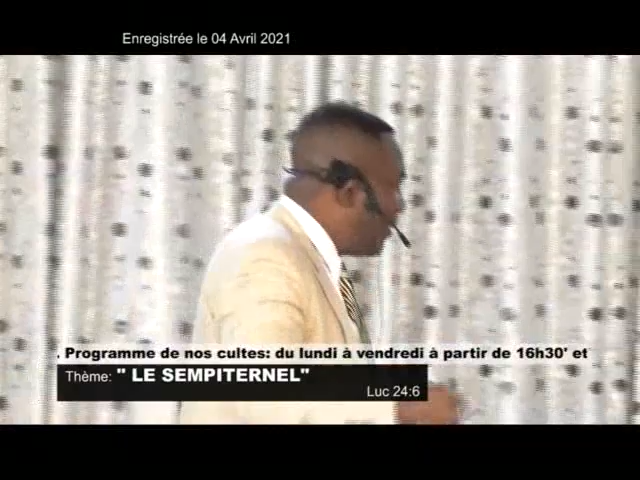 Enregistrée le 04 Avril 2021
. Programme de nos cultes: du lundi à vendredi à partir de 16h30' et
Thème: " LE SEMPITERNEL"
Luc 24:6